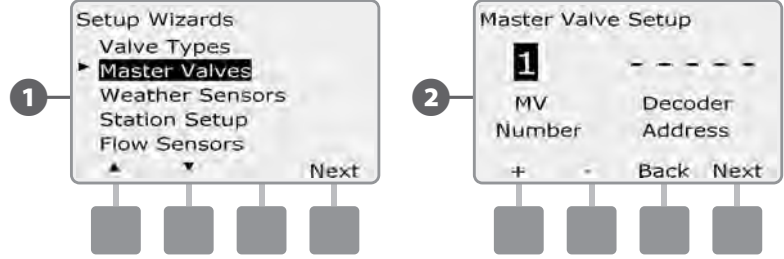 1
Setup Wizards
Valve Types
► Master Valves
Weather Sensors
Station Setup
Flow Sensors
▲ ▼ Next
2
Master Valve Setup
1 - - - - -
MV Decoder
Number Address
+ - Back Next